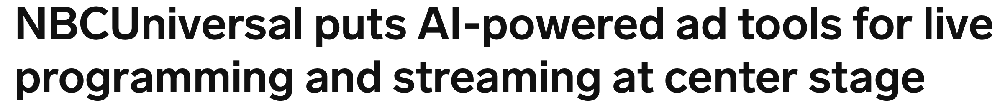 NBCUniversal puts AI-powered ad tools for live
programming and streaming at center stage